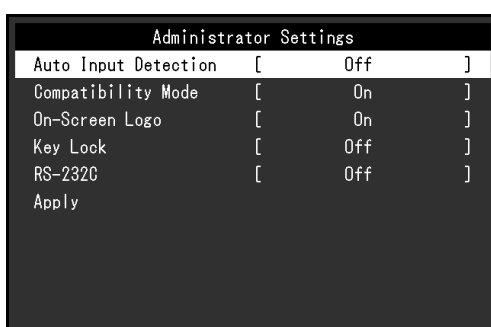 Administrator Settings
Auto Input Detection [ Off ]
Compatibility Mode [ On ]
On-Screen Logo [ On ]
Key Lock [ Off ]
RS-232C [ Off ]
Apply